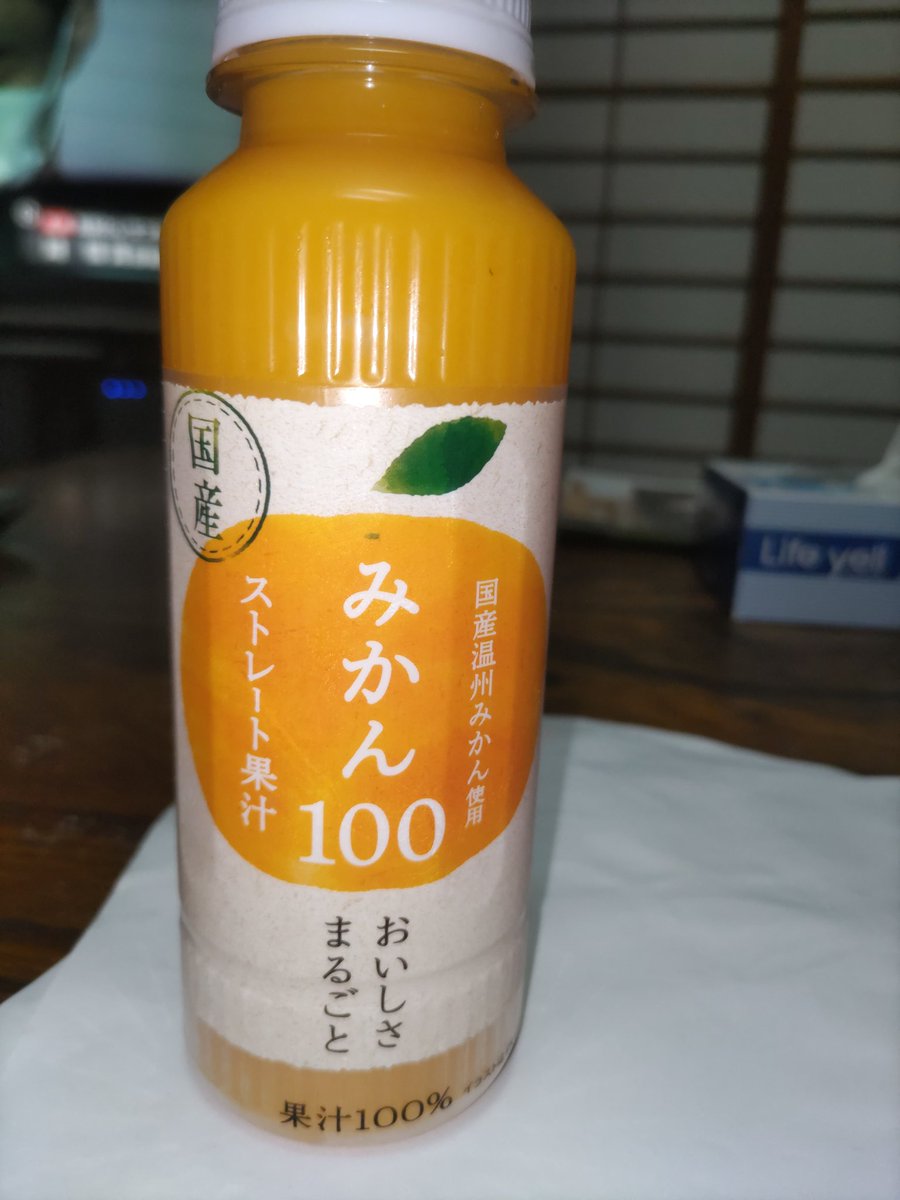 国産
国産温州みかん使用
みかん
100
ストレート果汁
おいしさ
まるごと
果汁100%
Life yell